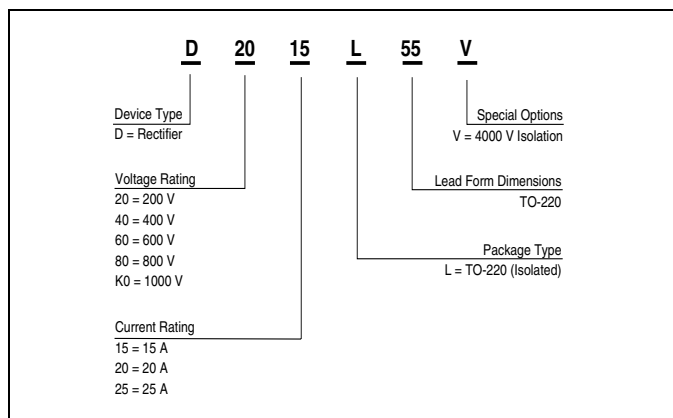 D 20 15 L 55 V
Device Type
D = Rectifier
Voltage Rating
20 = 200 V
40 = 400 V
60 = 600 V
80 = 800 V
K0 = 1000 V
Current Rating
15 = 15 A
20 = 20 A
25 = 25 A
Special Options
V = 4000 V Isolation
Lead Form Dimensions
TO-220
Package Type
L = TO-220 (Isolated)